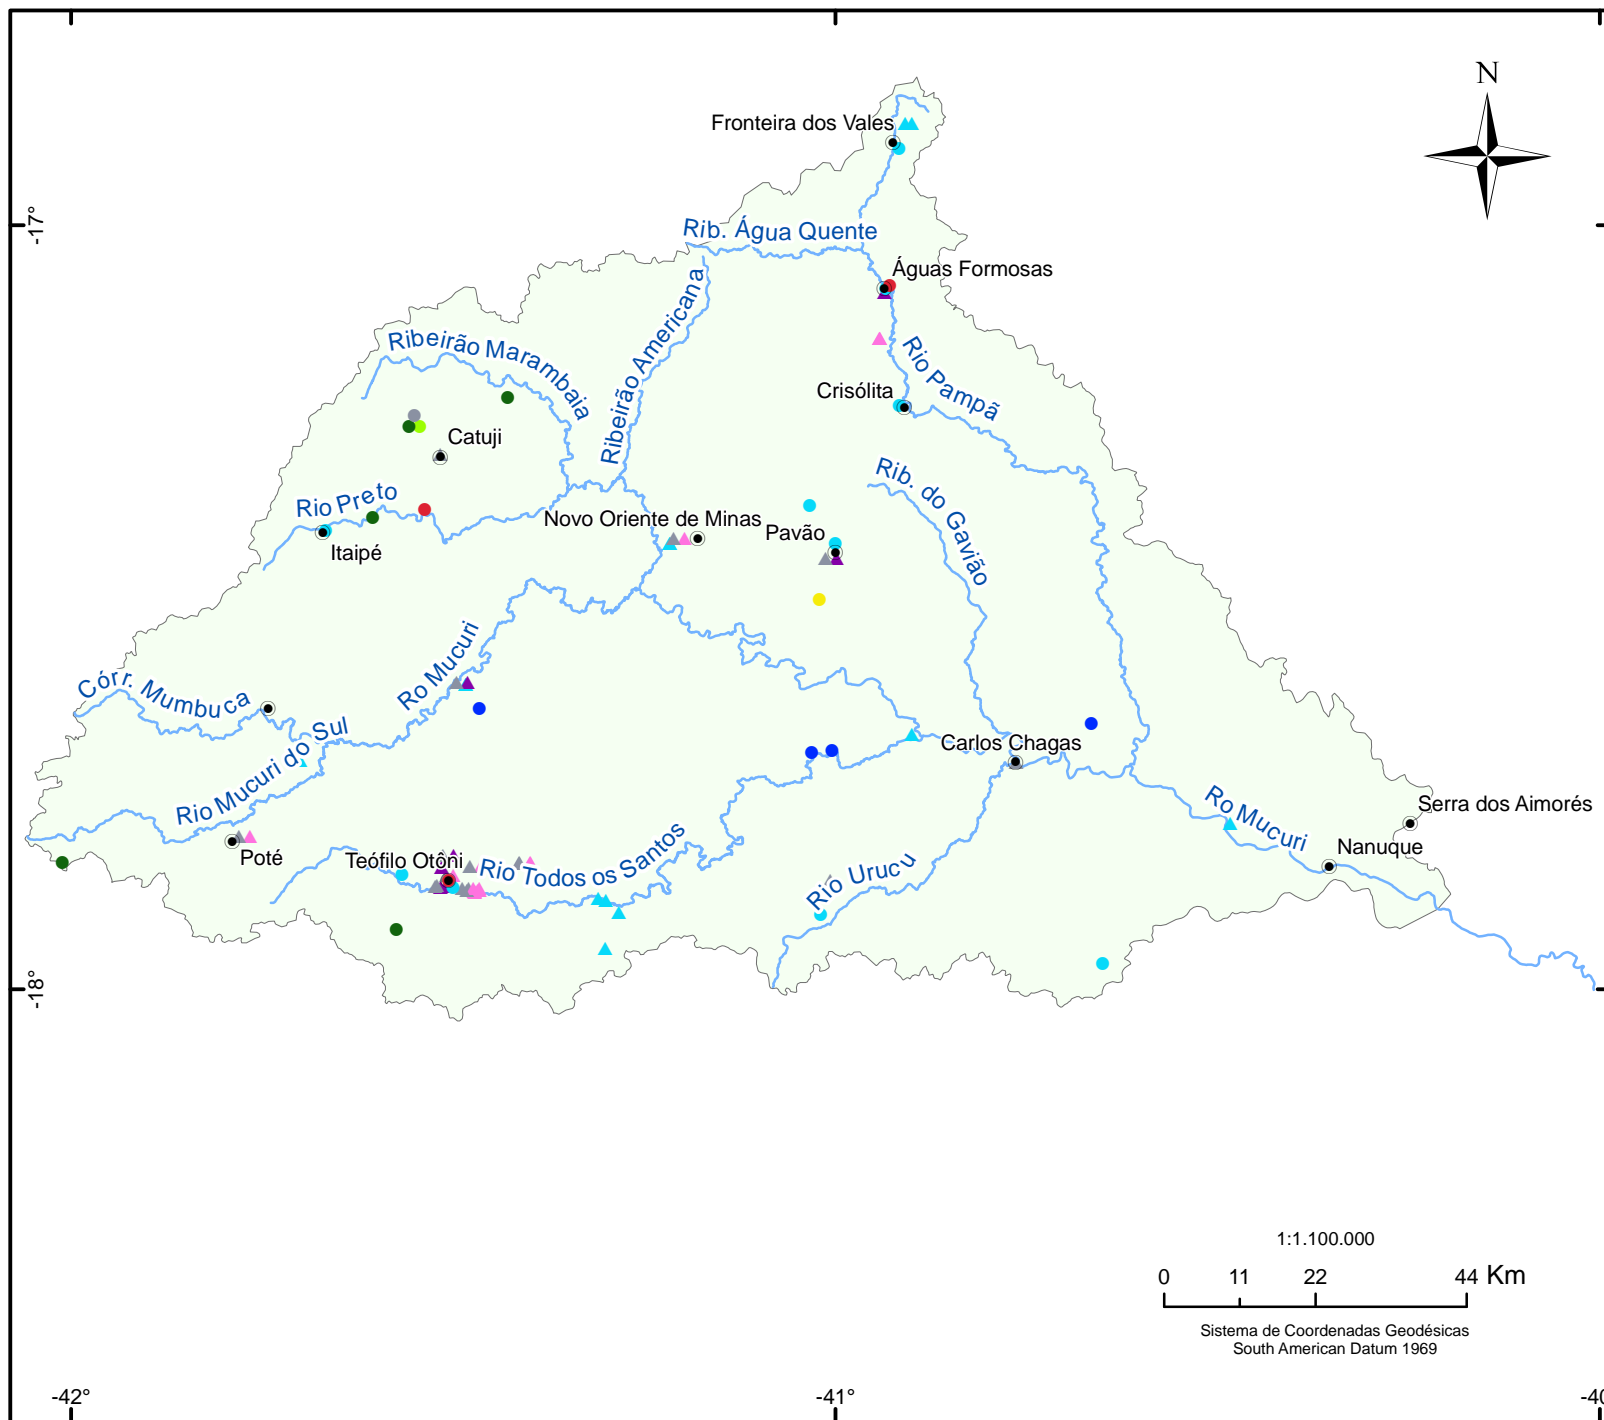 N
Fronteira dos Vales
-17°
Rib. Água Quente
Águas Formosas
Ribeirão Americana
Ribeirão Marambaia
Rio Pampã
Crisólita
Catuji
Rib. do Gavião
Rio Preto
Novo Oriente de Minas
Pavão
Itaipé
Ro Mucuri
Córr. Mumbuca
Rio Mucuri do Sul
Carlos Chagas
Ro Mucuri
Serra dos Aimorés
Nanuque
Poté
Teófilo Otôni
Rio Todos os Santos
Rio Urucu
-18°
1:1.100.000
0 11 22 44 Km
Sistema de Coordenadas Geodésicas
South American Datum 1969
-42° -41° -40